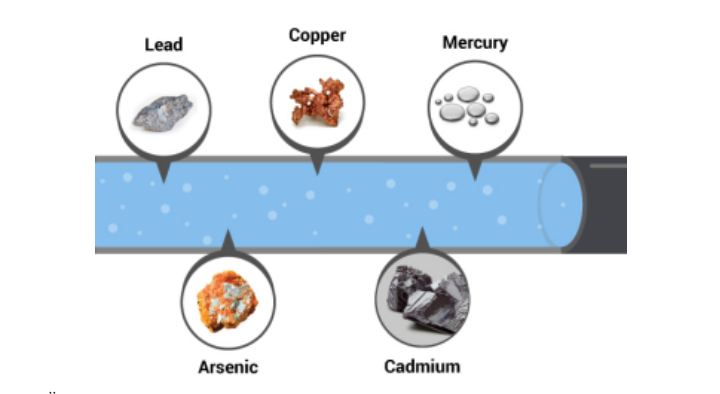 Lead
Copper
Mercury
Arsenic
Cadmium
..